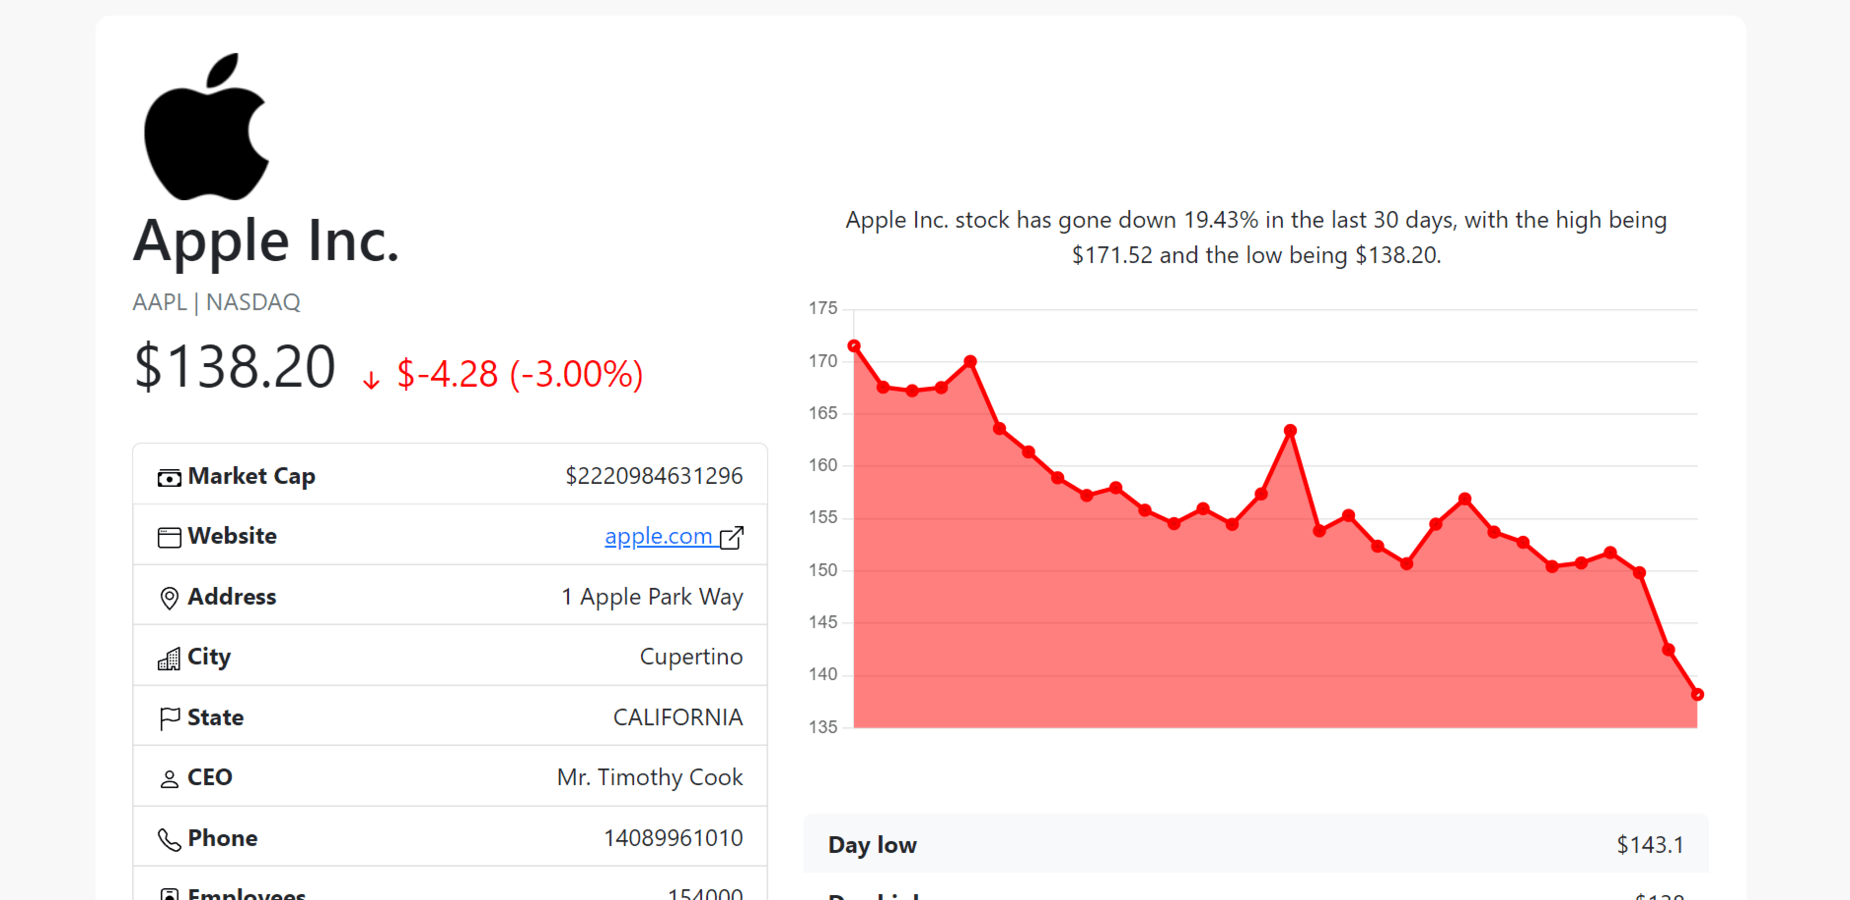 Apple Inc.
AAPL | NASDAQ
$138.20 ↓ $-4.28 (-3.00%)
Market Cap $2220984631296
Website apple.com
Address 1 Apple Park Way
City Cupertino
State CALIFORNIA
CEO Mr. Timothy Cook
Phone 14089961010
Employees 154000
Apple Inc. stock has gone down 19.43% in the last 30 days, with the high being
$171.52 and the low being $138.20.
175
170
165
160
155
150
145
140
135
Day low $143.1